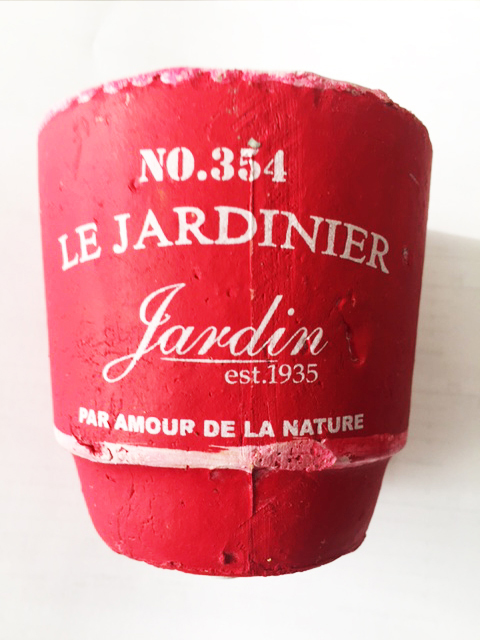 NO.354
LE JARDINIER
Jardin
est.1935
PAR AMOUR DE LA NATURE